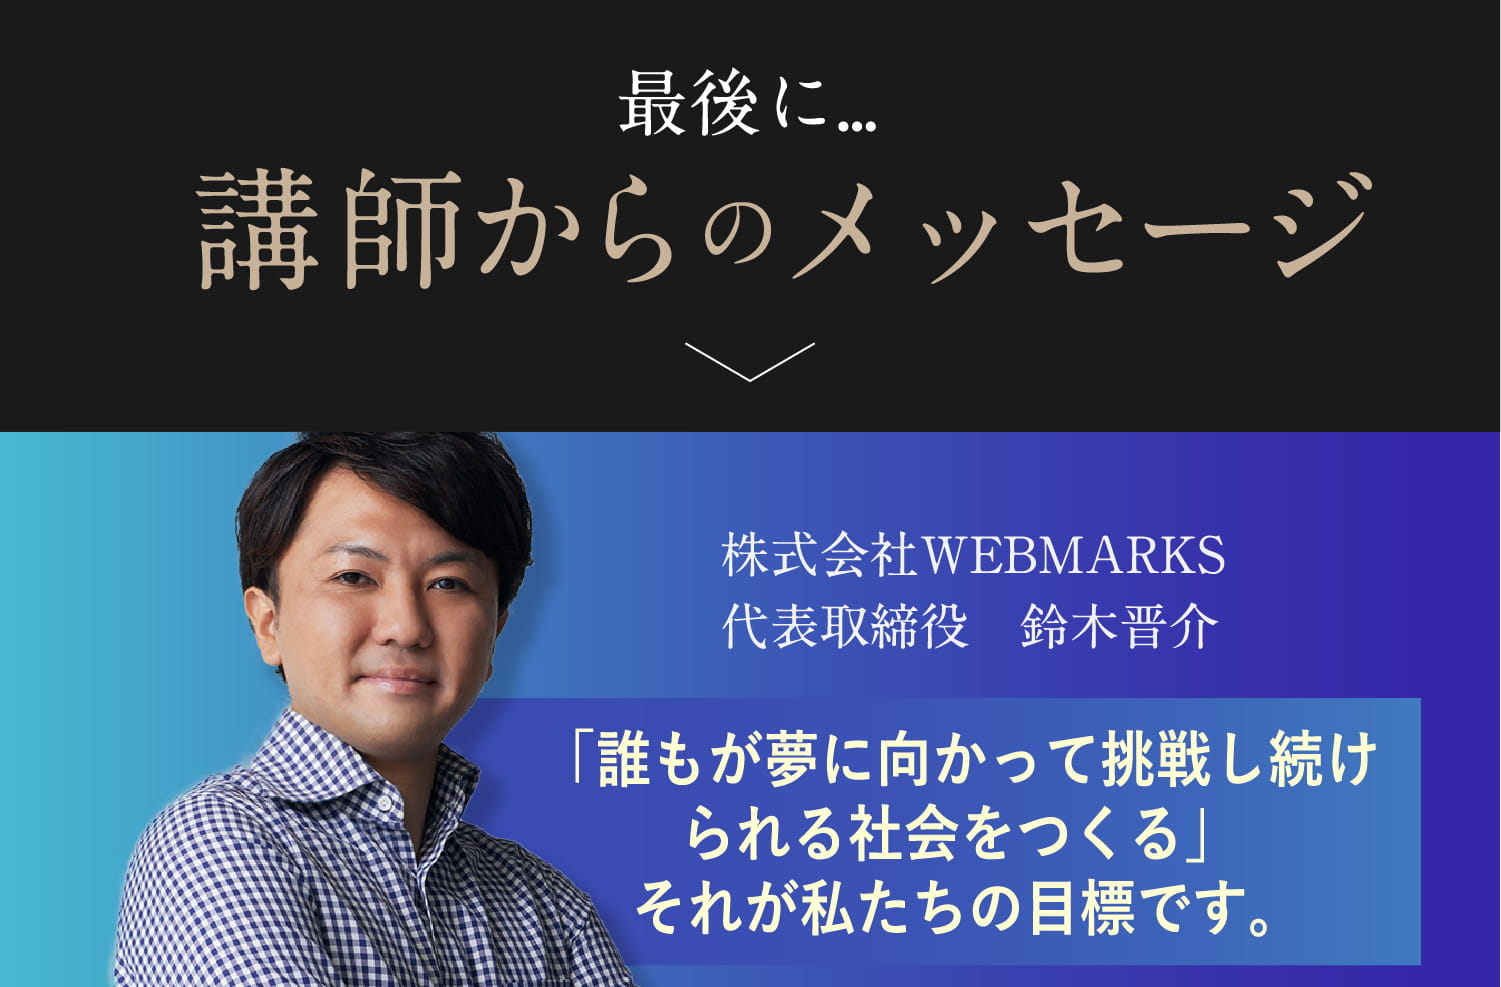 最後に...
講師からのメッセージ
株式会社WEBMARKS
代表取締役　鈴木晋介
「誰もが夢に向かって挑戦し続け
られる社会をつくる」
それが私たちの目標です。